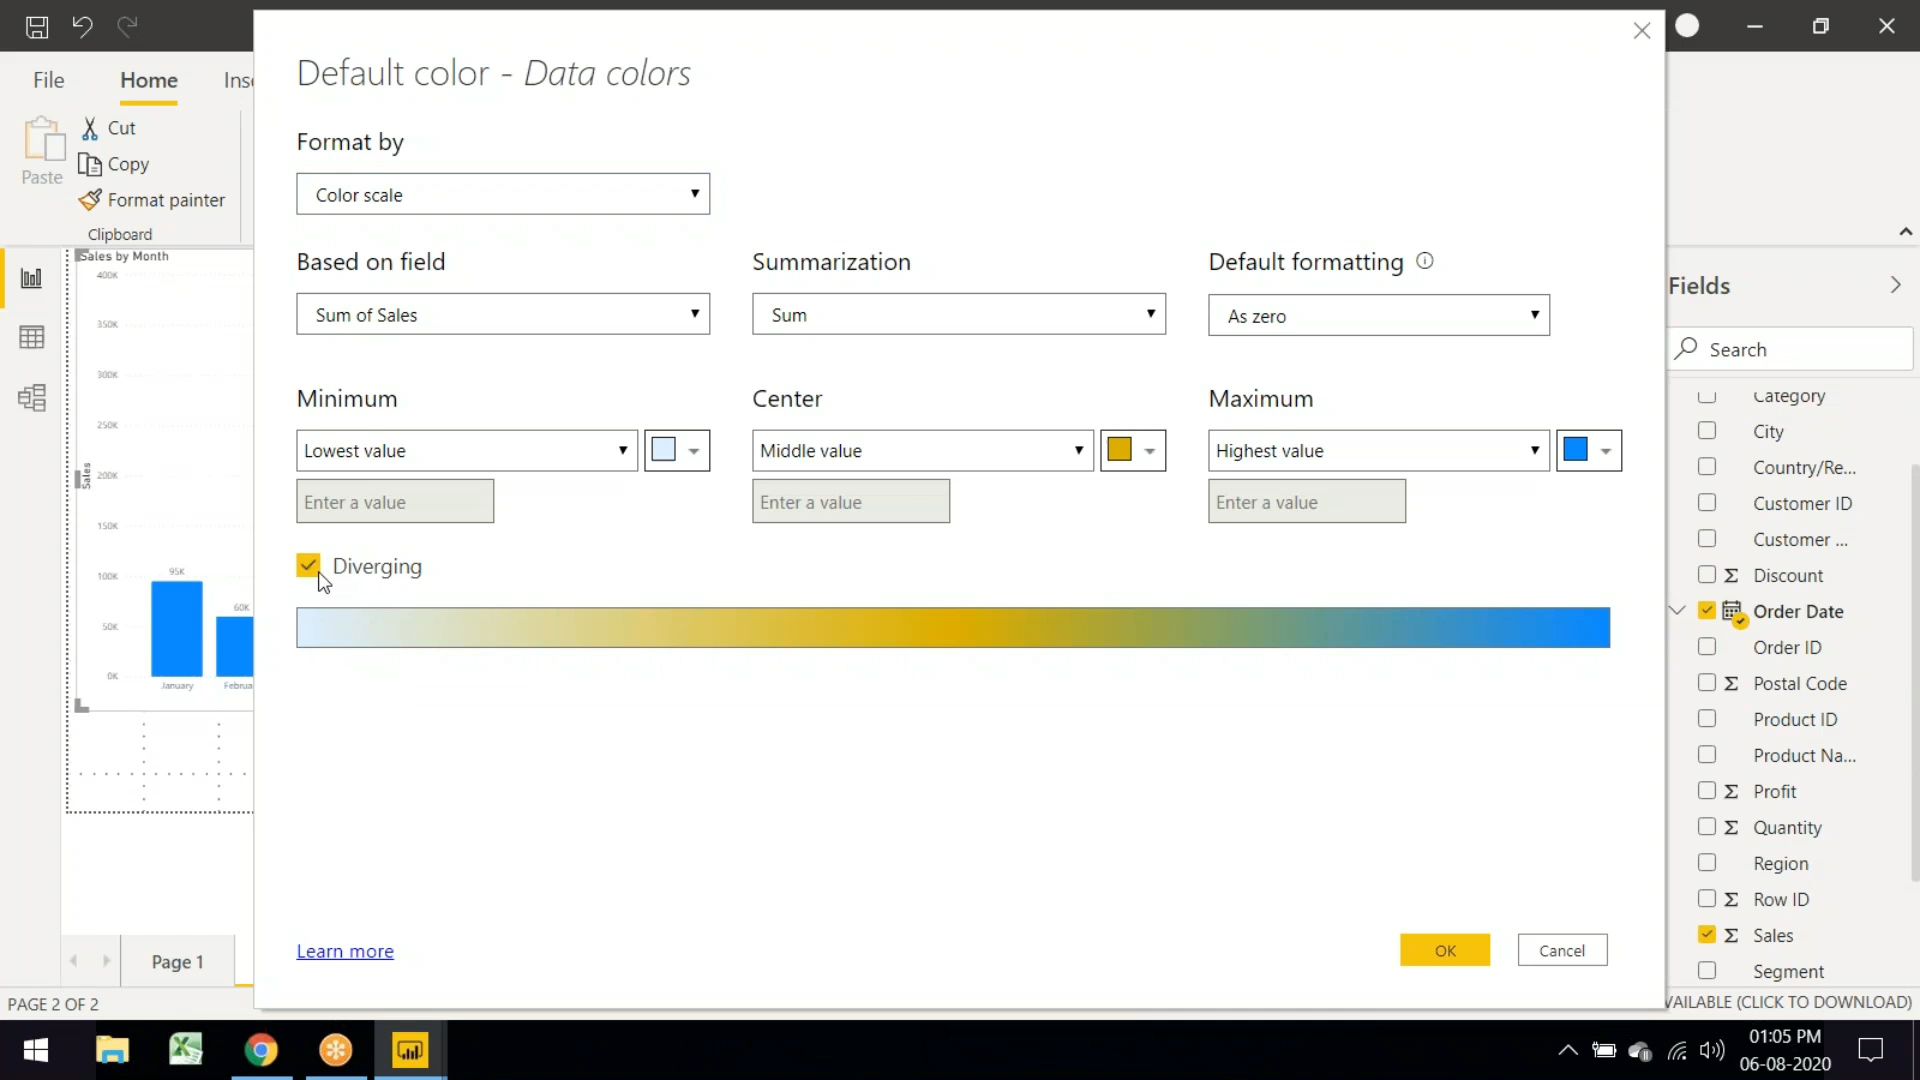 File
Home
Ins
Paste
Cut
Copy
Format painter
Clipboard
Default color - Data colors
Format by
Color scale
Based on field
Summarization
Default formatting
Sum of Sales
Sum
As zero
Minimum
Center
Maximum
Lowest value
Middle value
Highest value
Enter a value
Enter a value
Enter a value
Diverging
Learn more
OK
Cancel
Sales by Month
400K
350K
300K
250K
200K
150K
100K
50K
0K
Sales
95K
60K
January
Februa
Page 1
PAGE 2 OF 2
Fields
Search
Category
City
Country/Re...
Customer ID
Customer ...
Discount
Order Date
Order ID
Postal Code
Product ID
Product Na...
Profit
Quantity
Region
Row ID
Sales
Segment
VAILABLE (CLICK TO DOWNLOAD)
01:05 PM
06-08-2020